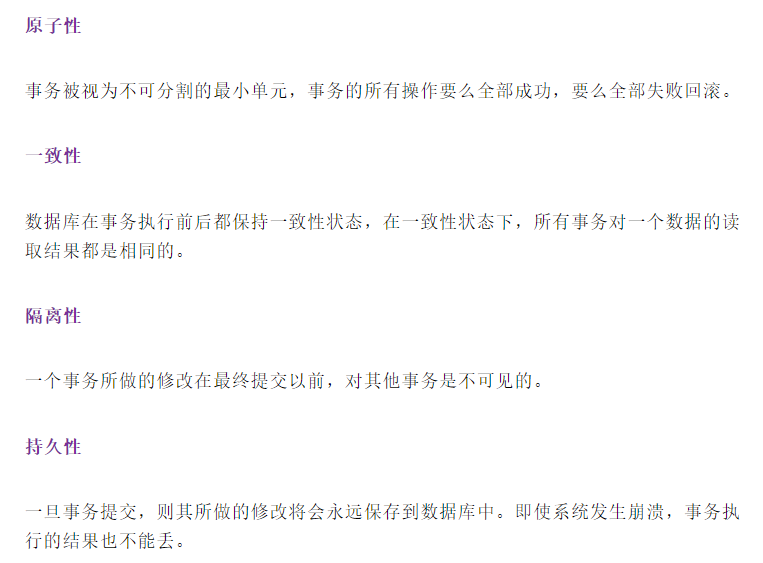 原子性
事务被视为不可分割的最小单元，事务的所有操作要么全部成功，要么全部失败回滚。
一致性
数据库在事务执行前后都保持一致性状态，在一致性状态下，所有事务对一个数据的读
取结果都是相同的。
隔离性
一个事务所做的修改在最终提交以前，对其他事务是不可见的。
持久性
一旦事务提交，则其所做的修改将会永远保存到数据库中。即使系统发生崩溃，事务执
行的结果也不能丢。